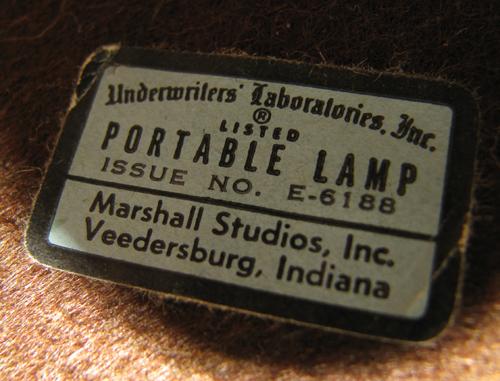 Underwriters' Laboratories, Inc.
®
LISTED
PORTABLE LAMP
ISSUE NO. E-6188
Marshall Studios, Inc.
Veedersburg, Indiana